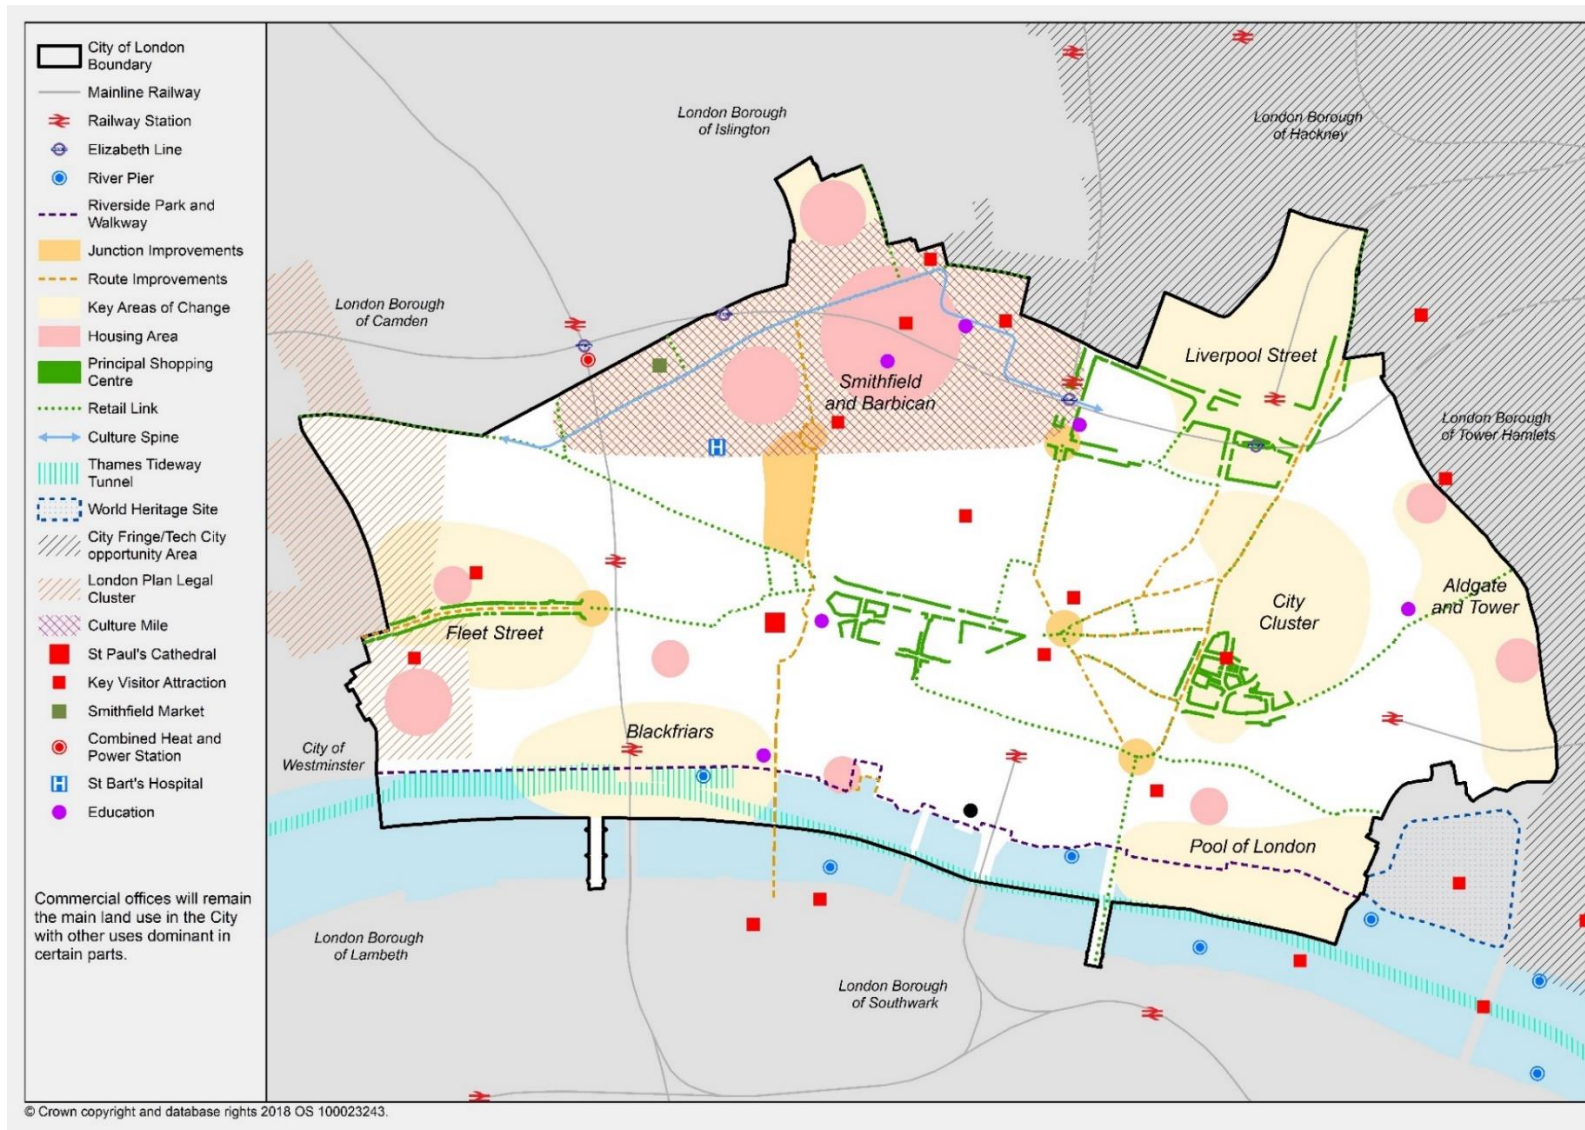 City of London
Boundary
Mainline Railway
Railway Station
Elizabeth Line
River Pier
Riverside Park and
Walkway
Junction Improvements
Route Improvements
Key Areas of Change
Housing Area
Principal Shopping
Centre
Retail Link
Culture Spine
Thames Tideway
Tunnel
World Heritage Site
City Fringe/Tech City
opportunity Area
London Plan Legal
Cluster
Culture Mile
St Paul's Cathedral
Key Visitor Attraction
Smithfield Market
Combined Heat and
Power Station
H
St Bart's Hospital
Education
Commercial offices will remain
the main land use in the City
with other uses dominant in
certain parts.
London Borough
of Islington
London Borough
of Hackney
London Borough
of Camden
Liverpool Street
Smithfield
and Barbican
London Borough
of Tower Hamlets
H
Aldgate
and Tower
City
Cluster
Fleet Street
Blackfriars
City of
Westminster
Pool of London
London Borough
of Lambeth
London Borough
of Southwark
© Crown copyright and database rights 2018 OS 100023243.